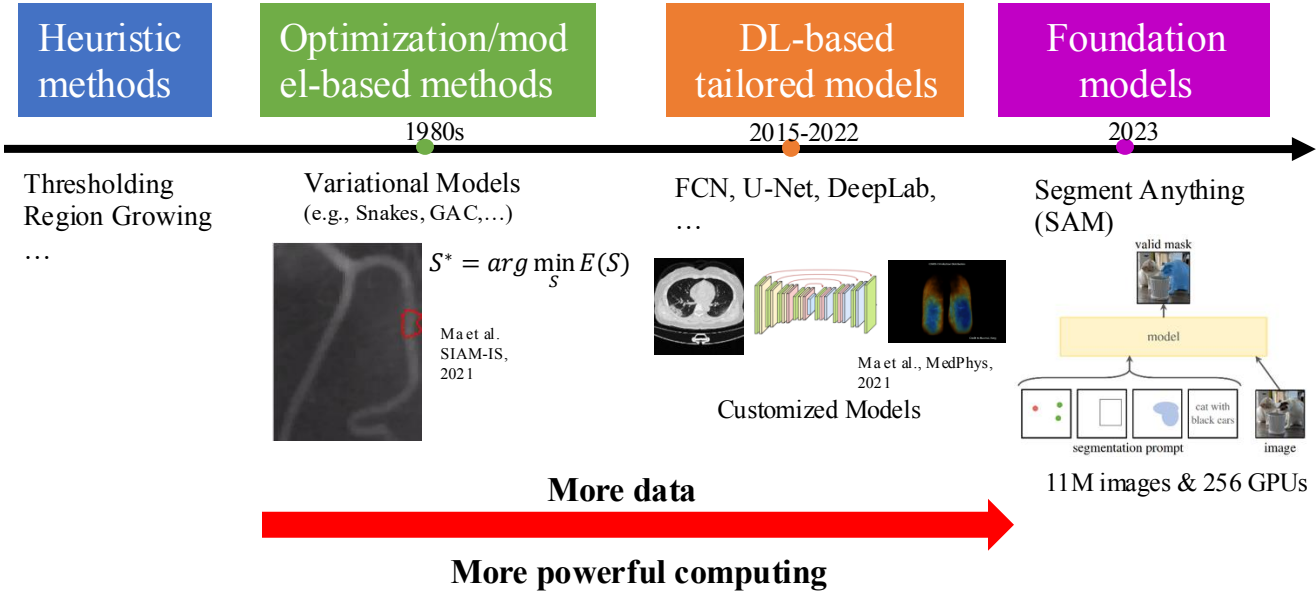 Heuristic
methods
Optimization/mod
el-based methods
DL-based
tailored models
Foundation
models
1980s
2015-2022
2023
Thresholding
Region Growing
…
Variational Models
(e.g., Snakes, GAC,…)
S* = arg min E(S)
S
Ma et al.
SIAM-IS,
2021
FCN, U-Net, DeepLab,
…
Ma et al., MedPhys,
2021
Customized Models
Segment Anything
(SAM)
valid mask
model
cat with
black ears
segmentation prompt
image
11M images & 256 GPUs
More data
More powerful computing